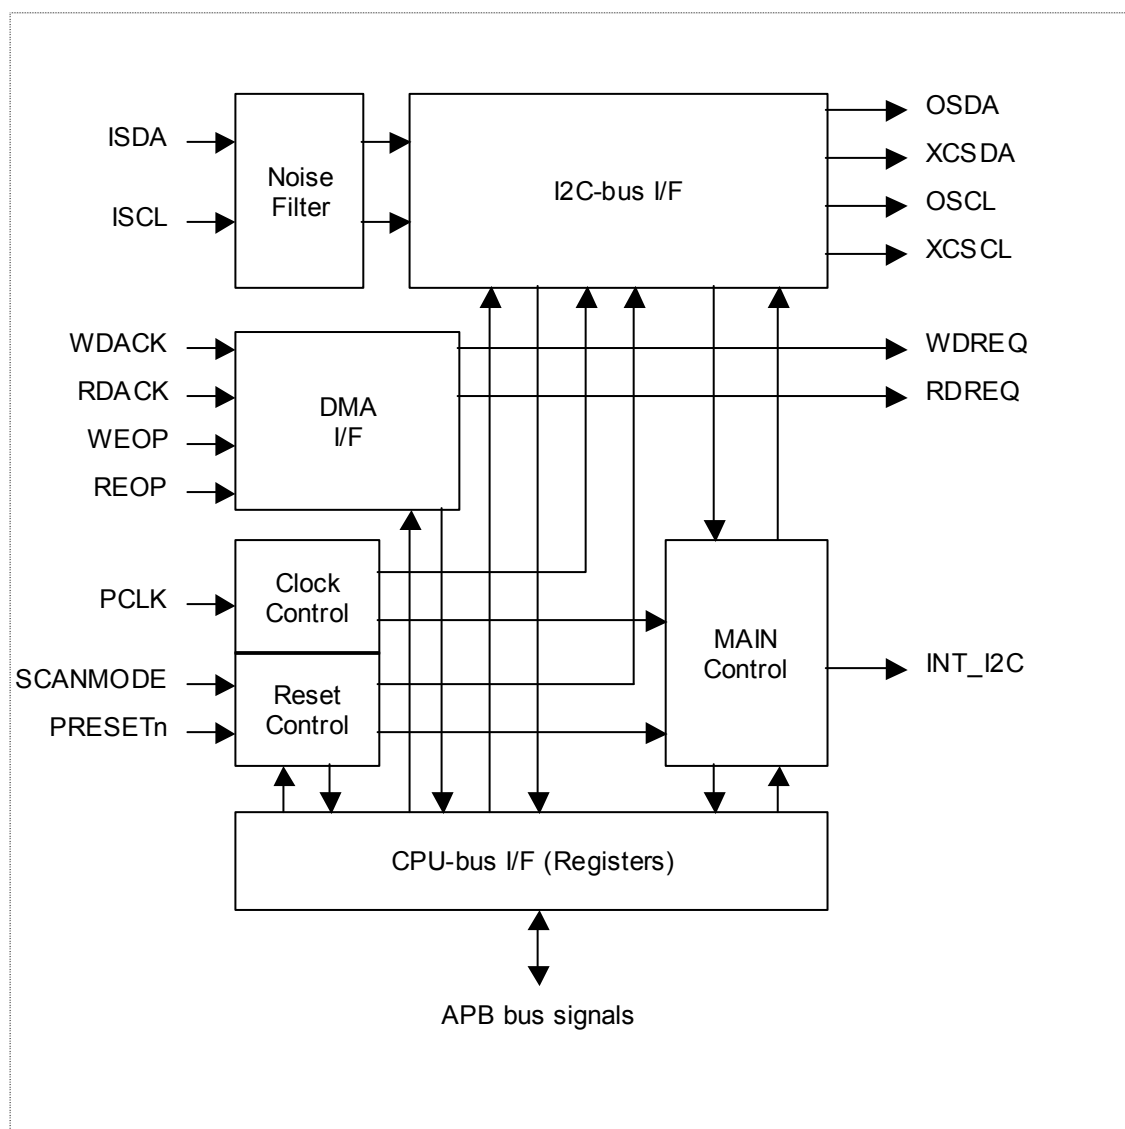 OSDA
ISDA
XCSDA
Noise
Filter
I2C-bus I/F
ISCL
OSCL
XCSCL
WDACK
WDREQ
RDACK
RDREQ
DMA
I/F
WEOP
REOP
Clock
Control
PCLK
MAIN
Control
INT_I2C
SCANMODE
Reset
Control
PRESETn
CPU-bus I/F (Registers)
APB bus signals